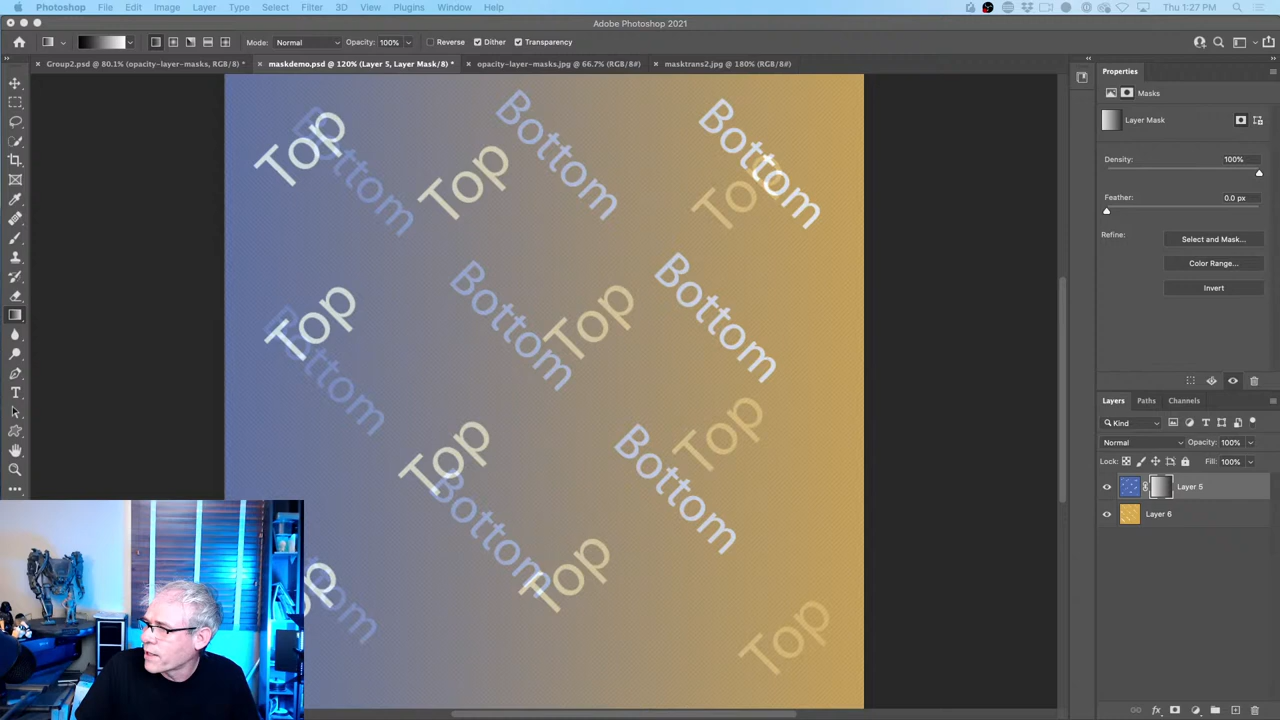 Photoshop File Edit Image Layer Type Select Filter 3D View Plugins Window Help
Thu 1:27 PM
Adobe Photoshop 2021
Mode: Normal Opacity: 100% Reverse Dither Transparency
Group2.psd @ 80.1% (opacity-layer-masks, RGB/8) *
maskdemo.psd @ 120% (Layer 5, Layer Mask/8) *
opacity-layer-masks.jpg @ 66.7% (RGB/8#)
masktrans2.jpg @ 180% (RGB/8#)
Top Bottom Top Bottom Top Bottom
Top Bottom Bottom Top Bottom
Top Bottom Bottom Top
Top Top
Properties
Masks
Layer Mask
Density: 100%
Feather: 0.0 px
Refine: Select and Mask...
Color Range...
Invert
Layers Paths Channels
Kind
Normal Opacity: 100%
Lock: Fill: 100%
Layer 5
Layer 6